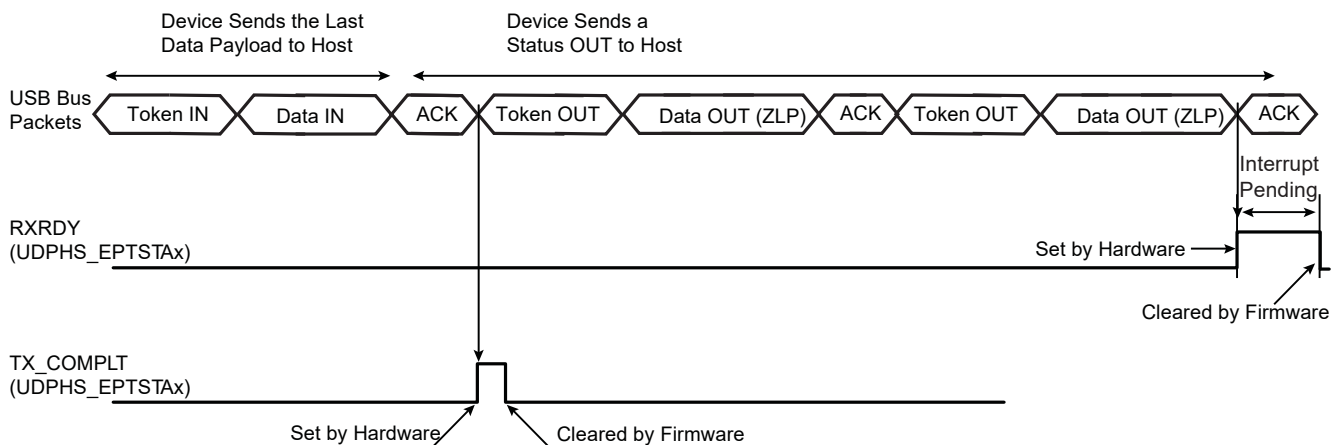 Device Sends the Last
Data Payload to Host
Device Sends a
Status OUT to Host
USB Bus
Packets
Token IN
Data IN
ACK
Token OUT
Data OUT (ZLP)
ACK
Token OUT
Data OUT (ZLP)
ACK
Interrupt
Pending
RXRDY
(UDPHS_EPTSTAx)
Set by Hardware
Cleared by Firmware
TX_COMPLT
(UDPHS_EPTSTAx)
Set by Hardware
Cleared by Firmware